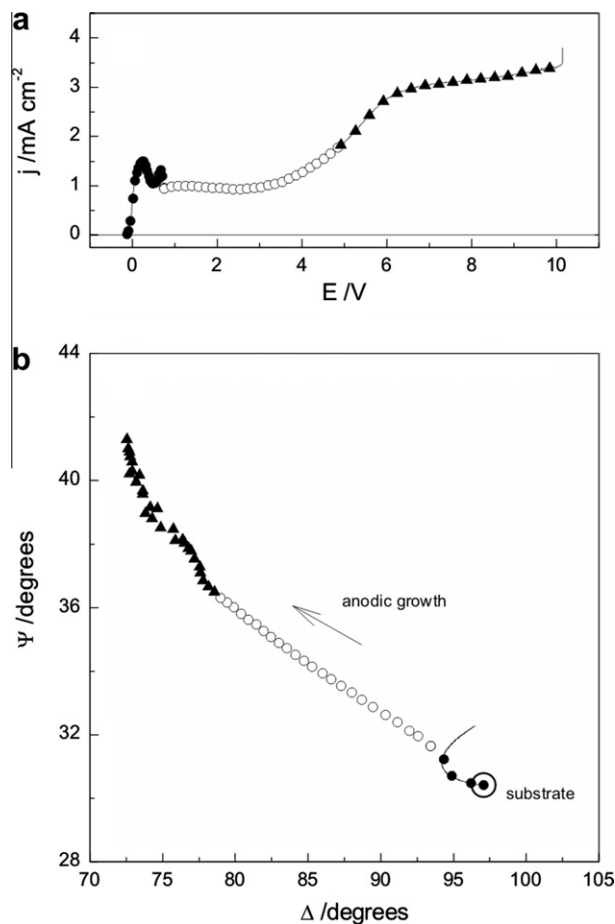 a
j /mA cm⁻²
4
3
2
1
0
0 2 4 6 8 10
E /V
b
Ψ /degrees
44
40
36
32
28
anodic growth
substrate
70 75 80 85 90 95 100 105
Δ /degrees